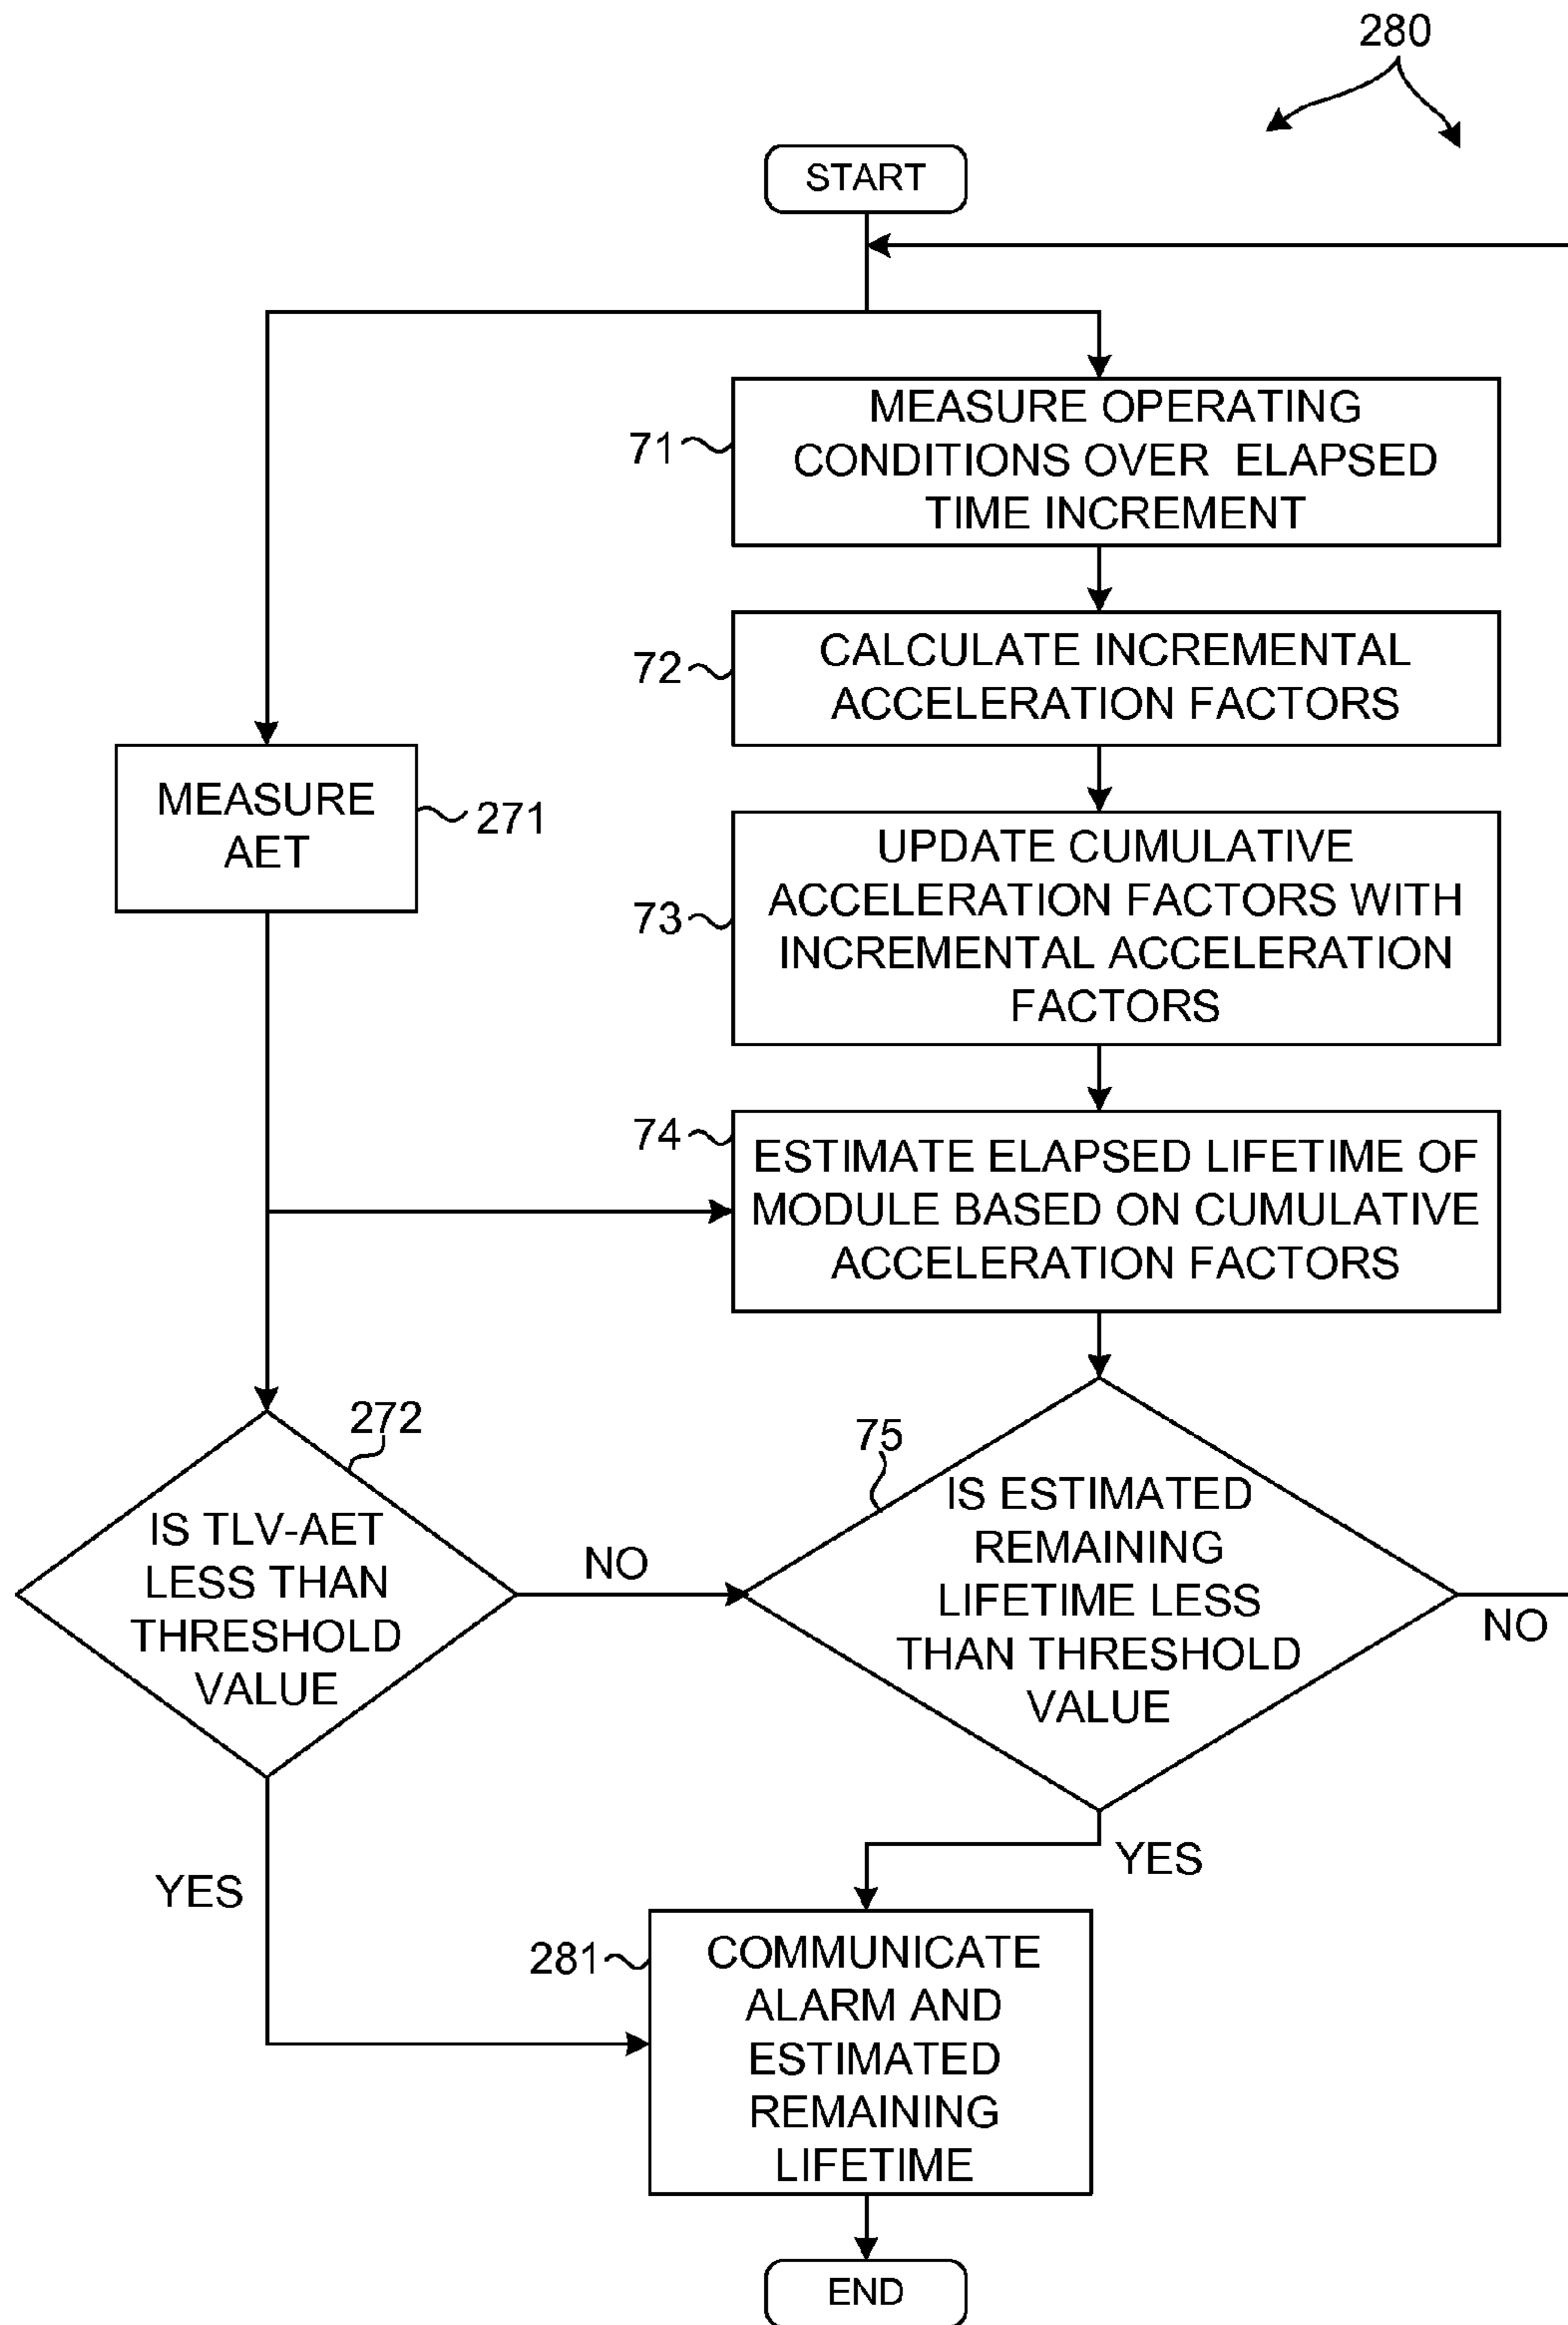 280
START
MEASURE OPERATING
CONDITIONS OVER ELAPSED
TIME INCREMENT
71
CALCULATE INCREMENTAL
ACCELERATION FACTORS
72
MEASURE
AET
271
UPDATE CUMULATIVE
ACCELERATION FACTORS WITH
INCREMENTAL ACCELERATION
FACTORS
73
74
ESTIMATE ELAPSED LIFETIME OF
MODULE BASED ON CUMULATIVE
ACCELERATION FACTORS
272
IS TLV-AET
LESS THAN
THRESHOLD
VALUE
NO
75
IS ESTIMATED
REMAINING
LIFETIME LESS
THAN THRESHOLD
VALUE
NO
YES
YES
281
COMMUNICATE
ALARM AND
ESTIMATED
REMAINING
LIFETIME
END